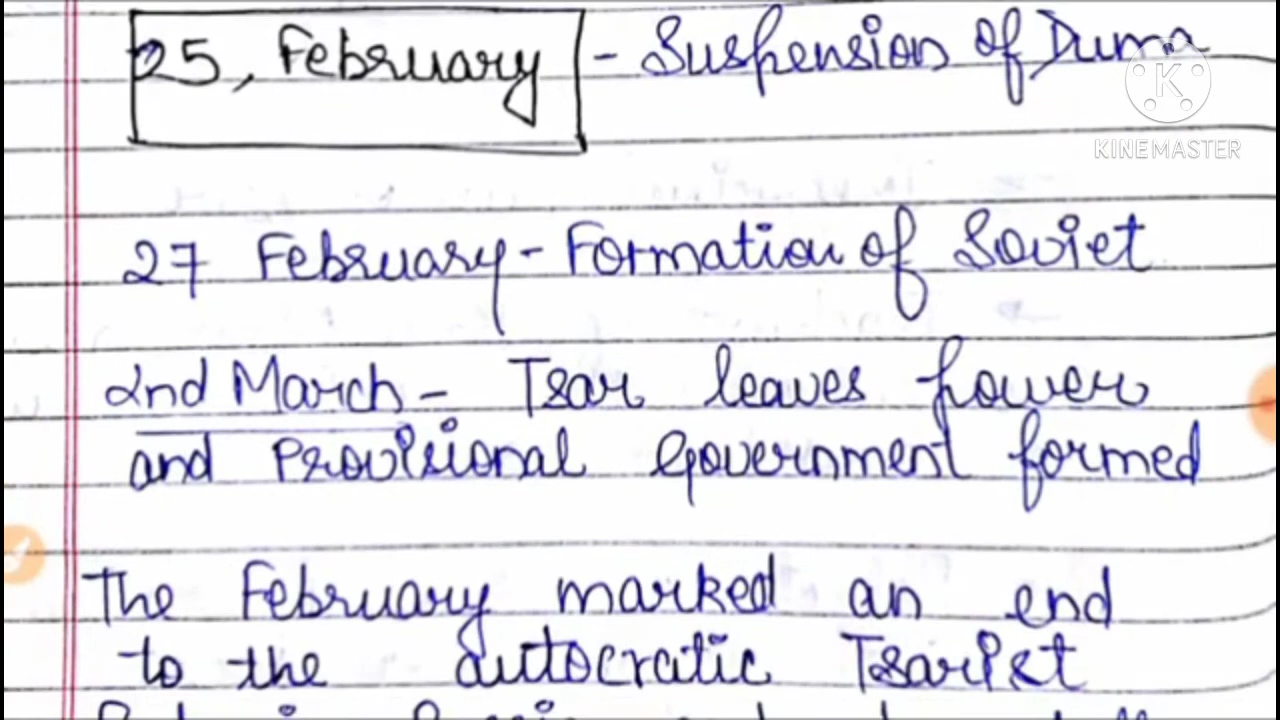 25, February - Suspension of Duma
KINEMASTER
27 February - Formation of Soviet
2nd March - Tsar leaves power
and Provisional Government formed
The February marked an end
to the autocratic Tsarist